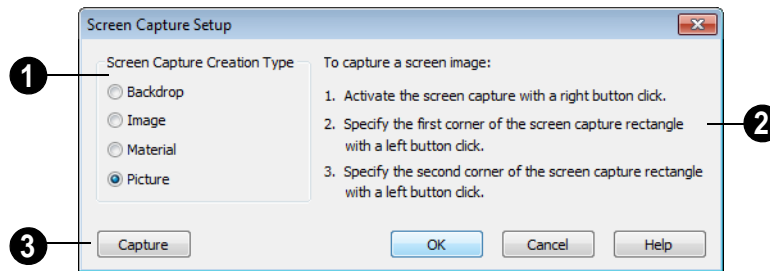 Screen Capture Setup
Screen Capture Creation Type
Backdrop
Image
Material
Picture
To capture a screen image:
1. Activate the screen capture with a right button click.
2. Specify the first corner of the screen capture rectangle
with a left button click.
3. Specify the second corner of the screen capture rectangle
with a left button click.
Capture
OK
Cancel
Help
1
2
3